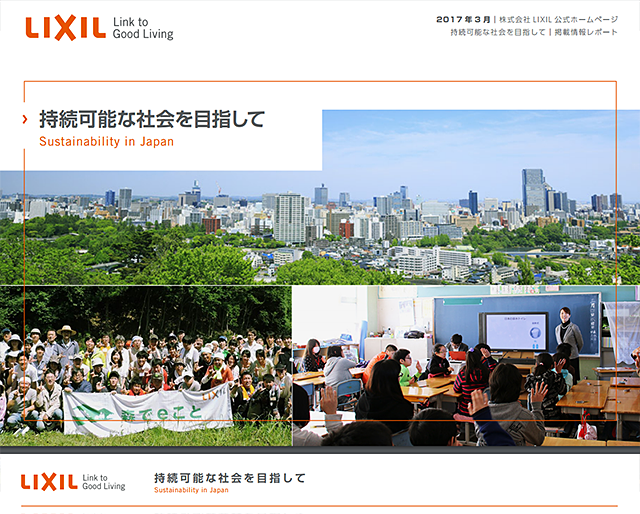 LIXIL
Link to
Good Living
2017年3月 | 株式会社 LIXIL 公式ホームページ
持続可能な社会を目指して | 掲載情報レポート
持続可能な社会を目指して
Sustainability in Japan
LIXIL
森でeこと
LIXIL
Link to
Good Living
持続可能な社会を目指して
Sustainability in Japan